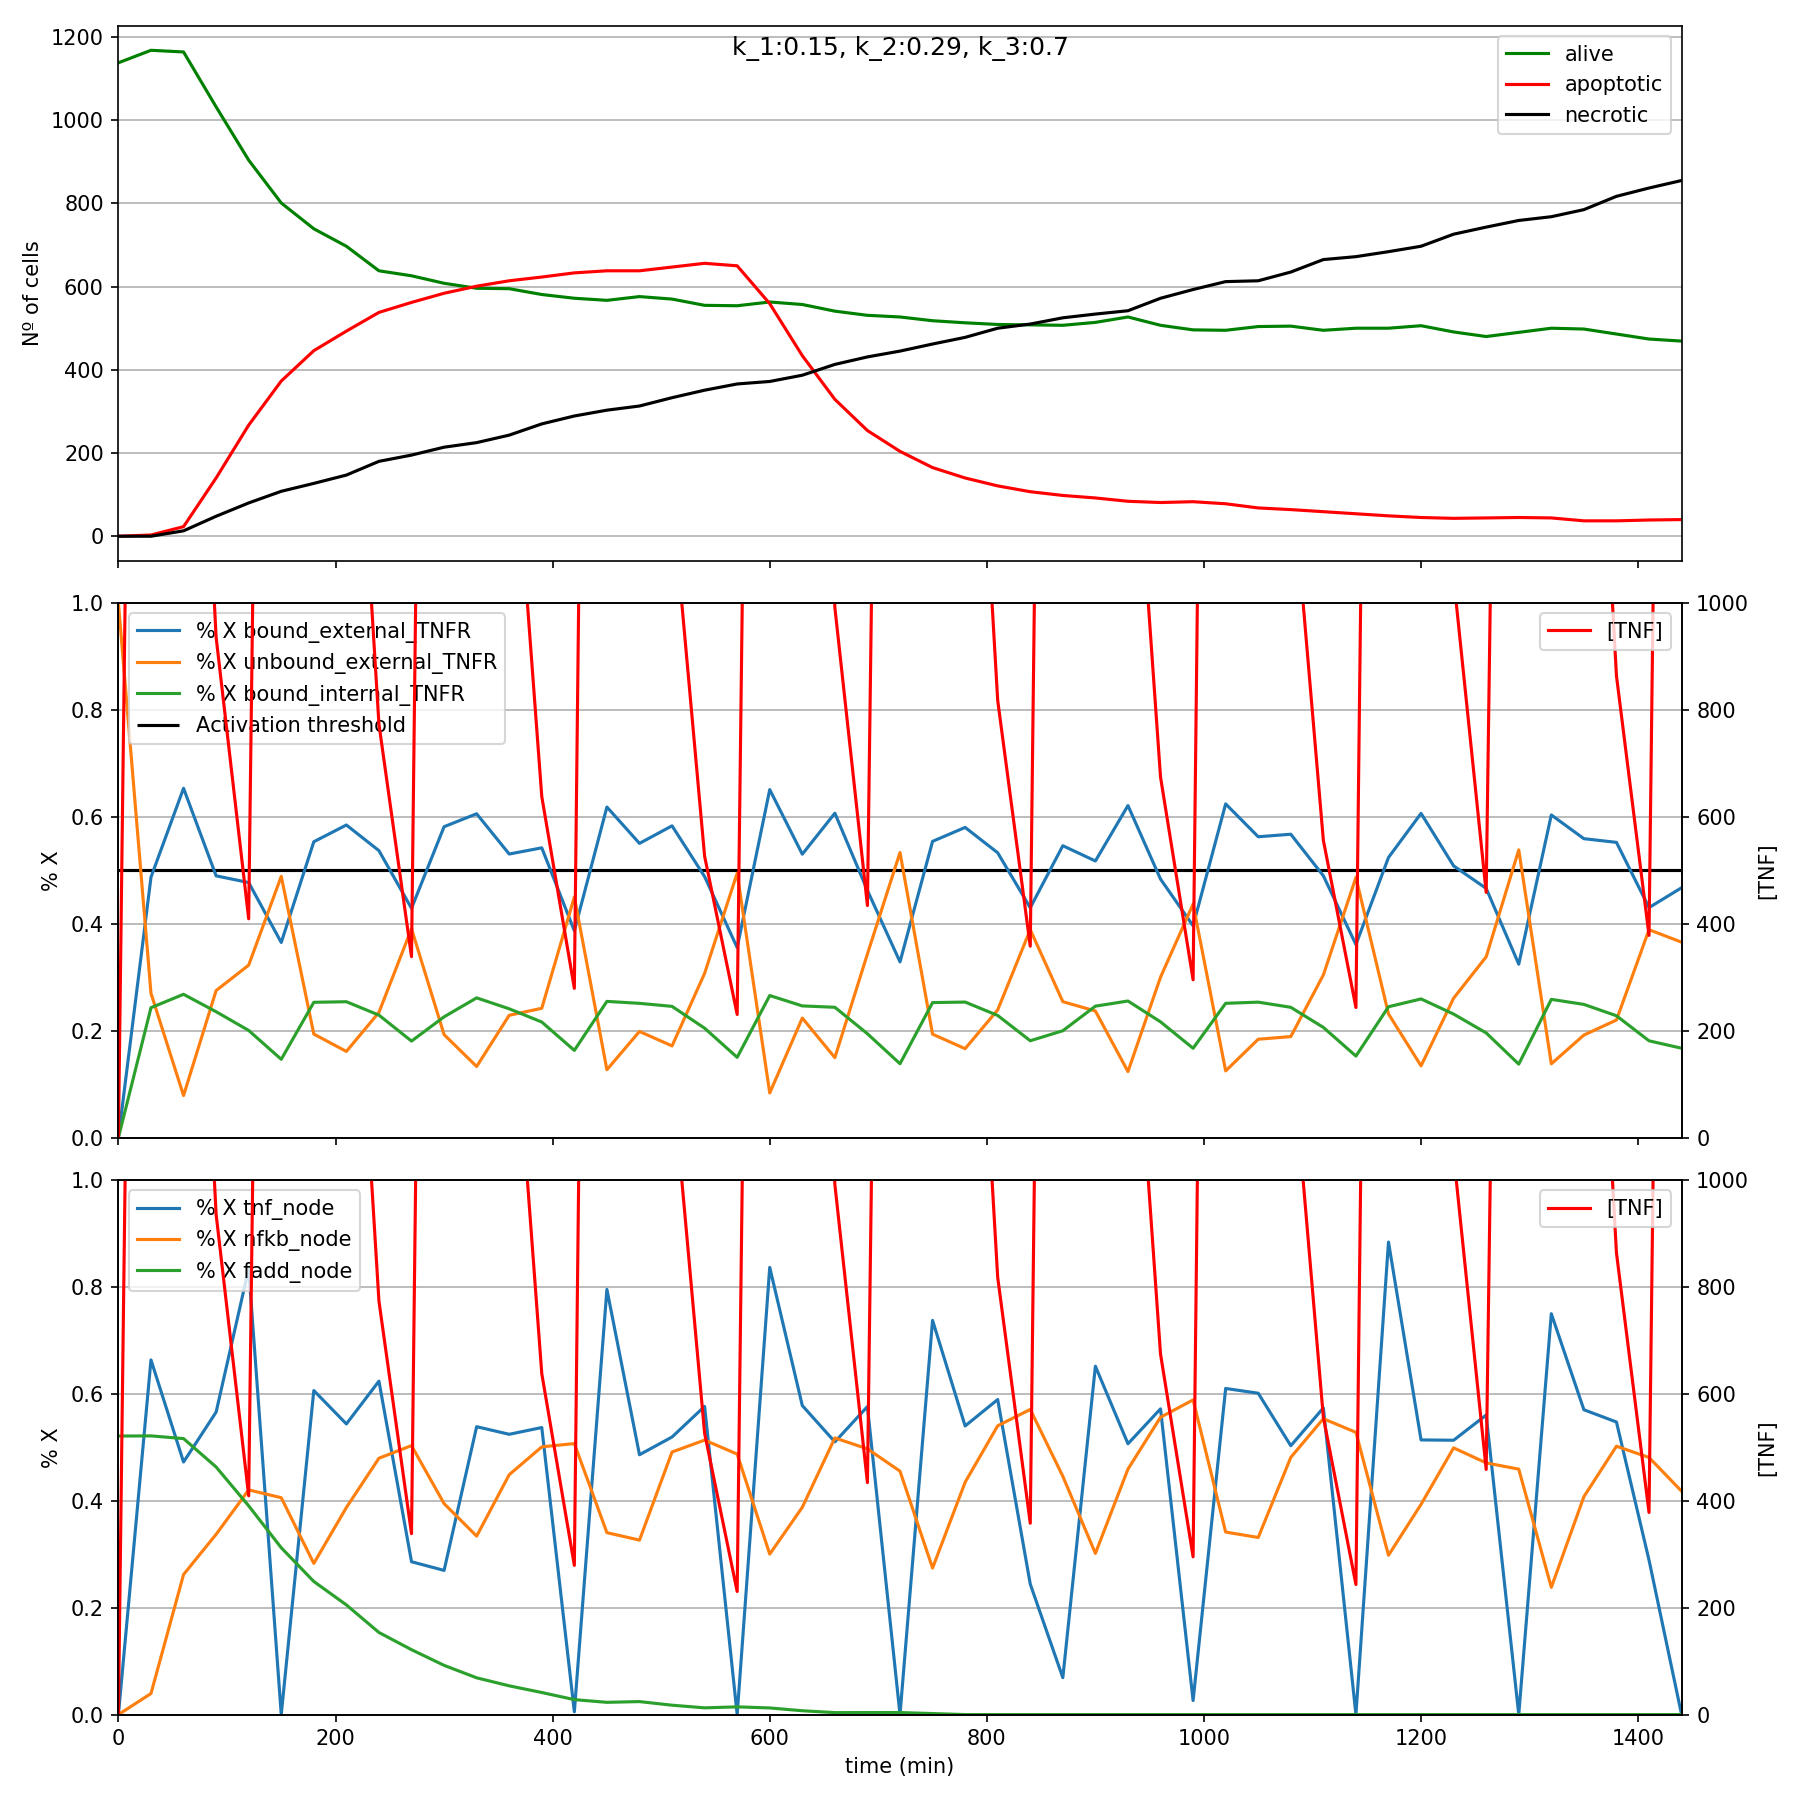 k_1:0.15, k_2:0.29, k_3:0.7
alive
apoptotic
necrotic
1200
1000
800
600
400
200
0
Nº of cells
% X bound_external_TNFR
% X unbound_external_TNFR
% X bound_internal_TNFR
Activation threshold
[TNF]
1.0
0.8
0.6
0.4
0.2
0.0
% X
1000
800
600
400
200
0
[TNF]
% X tnf_node
% X nfkb_node
% X fadd_node
[TNF]
1.0
0.8
0.6
0.4
0.2
0.0
% X
1000
800
600
400
200
0
[TNF]
0 200 400 600 800 1000 1200 1400
time (min)